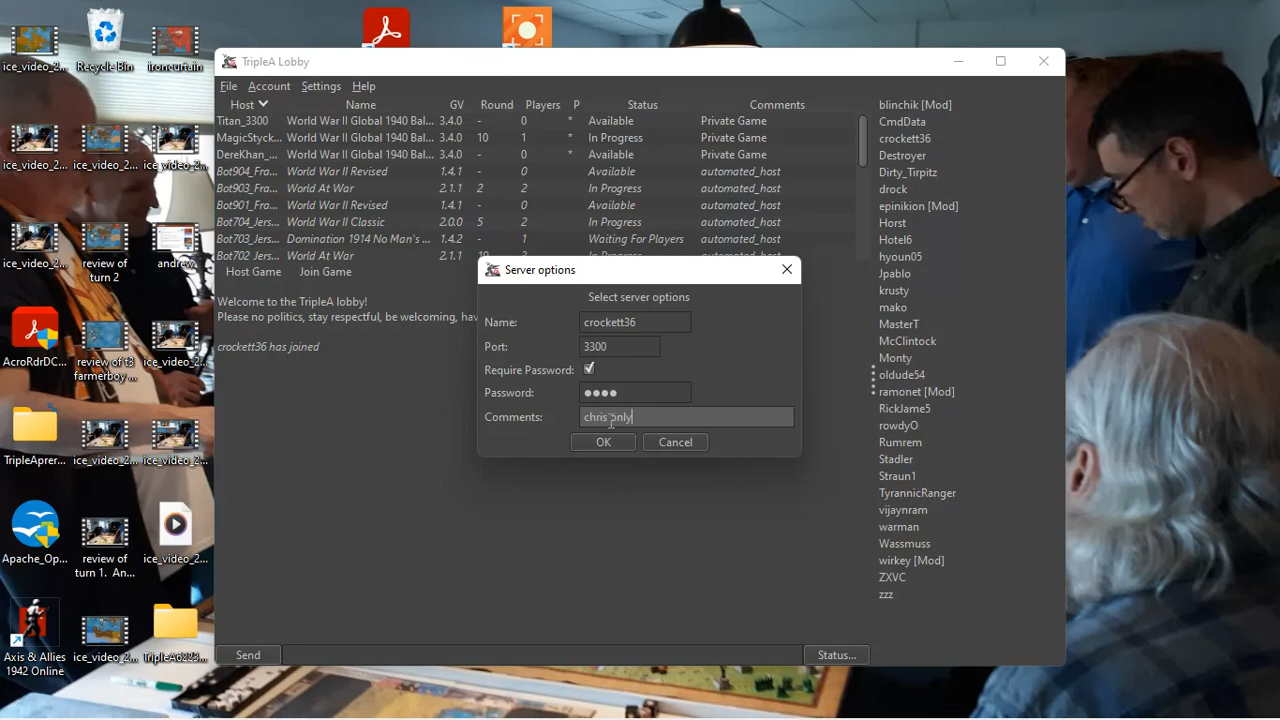 ice_video_2...
Recycle Bin
ironcurtain
ice_video_2...
ice_video_2...
ice_video_2...
ice_video_2...
review of turn 2
andrew
AcroRdrDC...
review of t3 farmerboy ...
ice_video_2...
TripleAprer...
ice_video_2...
ice_video_2...
Apache_Op...
review of turn 1. An...
ice_video_2...
Axis & Allies 1942 Online
ice_video_2...
TripleA6223...
TripleA Lobby
File Account Settings Help
Host Name GV Round Players P Status Comments
Titan_3300 World War II Global 1940 Bal... 3.4.0 - 0 * Available Private Game
MagicStyck... World War II Global 1940 Bal... 3.4.0 10 1 * In Progress Private Game
DereKhan_... World War II Global 1940 Bal... 3.4.0 - 0 * Available Private Game
Bot904_Fra... World War II Revised 1.4.1 0 Available automated_host
Bot903_Fra... World At War 2.1.1 2 2 In Progress automated_host
Bot901_Fra... World War II Revised 1.4.1 - 0 Available automated_host
Bot704_Jers... World War II Classic 2.0.0 5 2 In Progress automated_host
Bot703_Jers... Domination 1914 No Man's ... 1.4.2 - 1 Waiting For Players automated_host
Bot702_Jers... World At War 2.1.1 In Progress automated_host
Host Game Join Game
Welcome to the TripleA lobby!
Please no politics, stay respectful, be welcoming, hav
crockett36 has joined
Server options
Select server options
Name: crockett36
Port: 3300
Require Password:
Password: ●●●●
Comments: chris only
OK Cancel
blinchik [Mod]
CmdData
crockett36
Destroyer
Dirty_Tirpitz
drock
epinikion [Mod]
Horst
Hotel6
hyoun05
Jpablo
krusty
mako
MasterT
McClintock
Monty
oldude54
ramonet [Mod]
RickJame5
rowdyO
Rumrem
Stadler
Straun1
TyrannicRanger
vijaynram
warman
Wassmuss
wirkey [Mod]
ZXVC
zzz
Send Status...